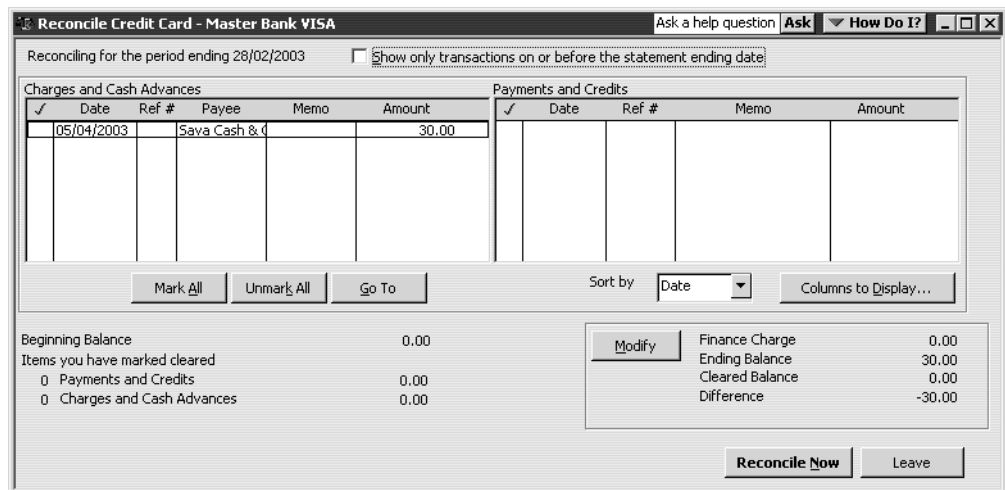 Reconcile Credit Card - Master Bank VISA Ask a help question Ask How Do I?
Reconciling for the period ending 28/02/2003 Show only transactions on or before the statement ending date
Charges and Cash Advances Payments and Credits
✓ Date Ref # Payee Memo Amount ✓ Date Ref # Memo Amount
05/04/2003 Sava Cash & 30.00
Mark All Unmark All Go To Sort by Date Columns to Display...
Beginning Balance 0.00 Modify Finance Charge 0.00
Items you have marked cleared Ending Balance 30.00
0 Payments and Credits 0.00 Cleared Balance 0.00
0 Charges and Cash Advances 0.00 Difference -30.00
Reconcile Now Leave